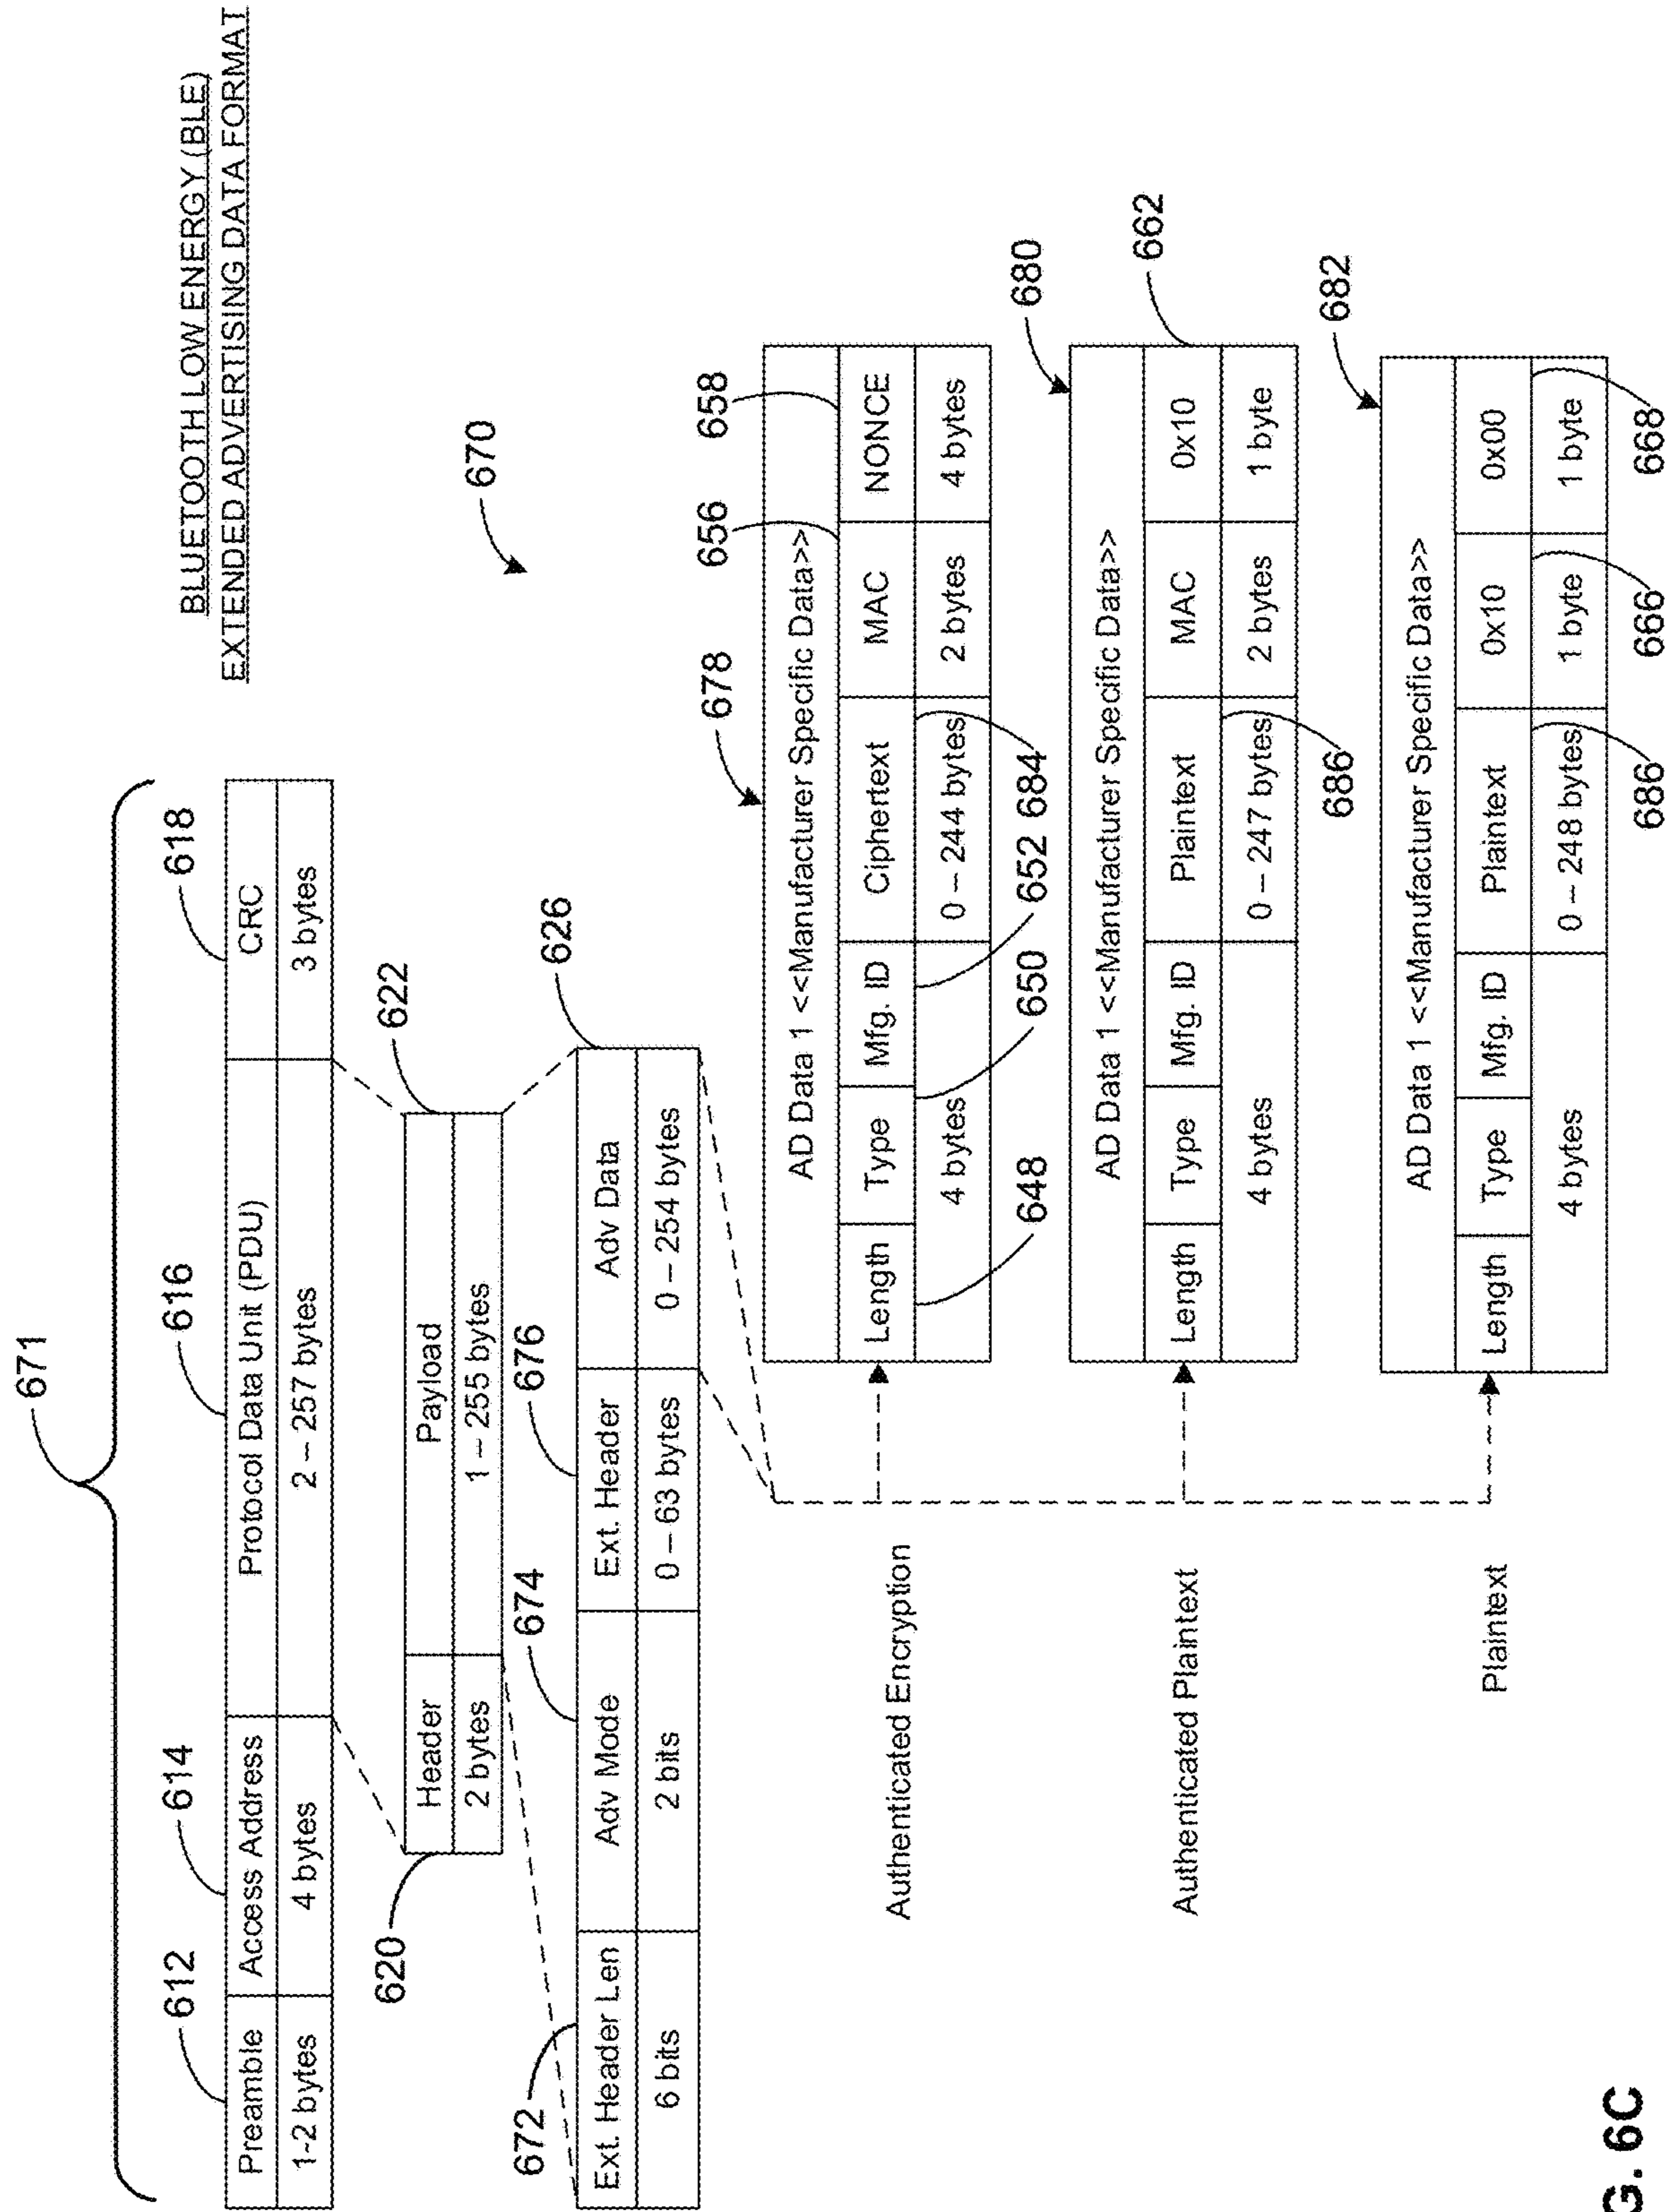 BLUETOOTH LOW ENERGY (BLE)
EXTENDED ADVERTISING DATA FORMAT
671
612
614
616
618
Preamble Access Address Protocol Data Unit (PDU) CRC
1-2 bytes 4 bytes 2 – 257 bytes 3 bytes
670
620
622
Header Payload
2 bytes 1 – 255 bytes
672
674
676
626
Ext. Header Len Adv Mode Ext. Header Adv Data
6 bits 2 bits 0 – 63 bytes 0 – 254 bytes
678
656
658
Authenticated Encryption
AD Data 1 <<Manufacturer Specific Data>>
Length Type Mfg. ID Ciphertext MAC NONCE
4 bytes 0 – 244 bytes 2 bytes 4 bytes
648
650
652
684
680
662
Authenticated Plaintext
AD Data 1 <<Manufacturer Specific Data>>
Length Type Mfg. ID Plaintext MAC 0x10
4 bytes 0 – 247 bytes 2 bytes 1 byte
686
682
Plaintext
AD Data 1 <<Manufacturer Specific Data>>
Length Type Mfg. ID Plaintext 0x10 0x00
4 bytes 0 – 248 bytes 1 byte 1 byte
686
666
668
G. 6C